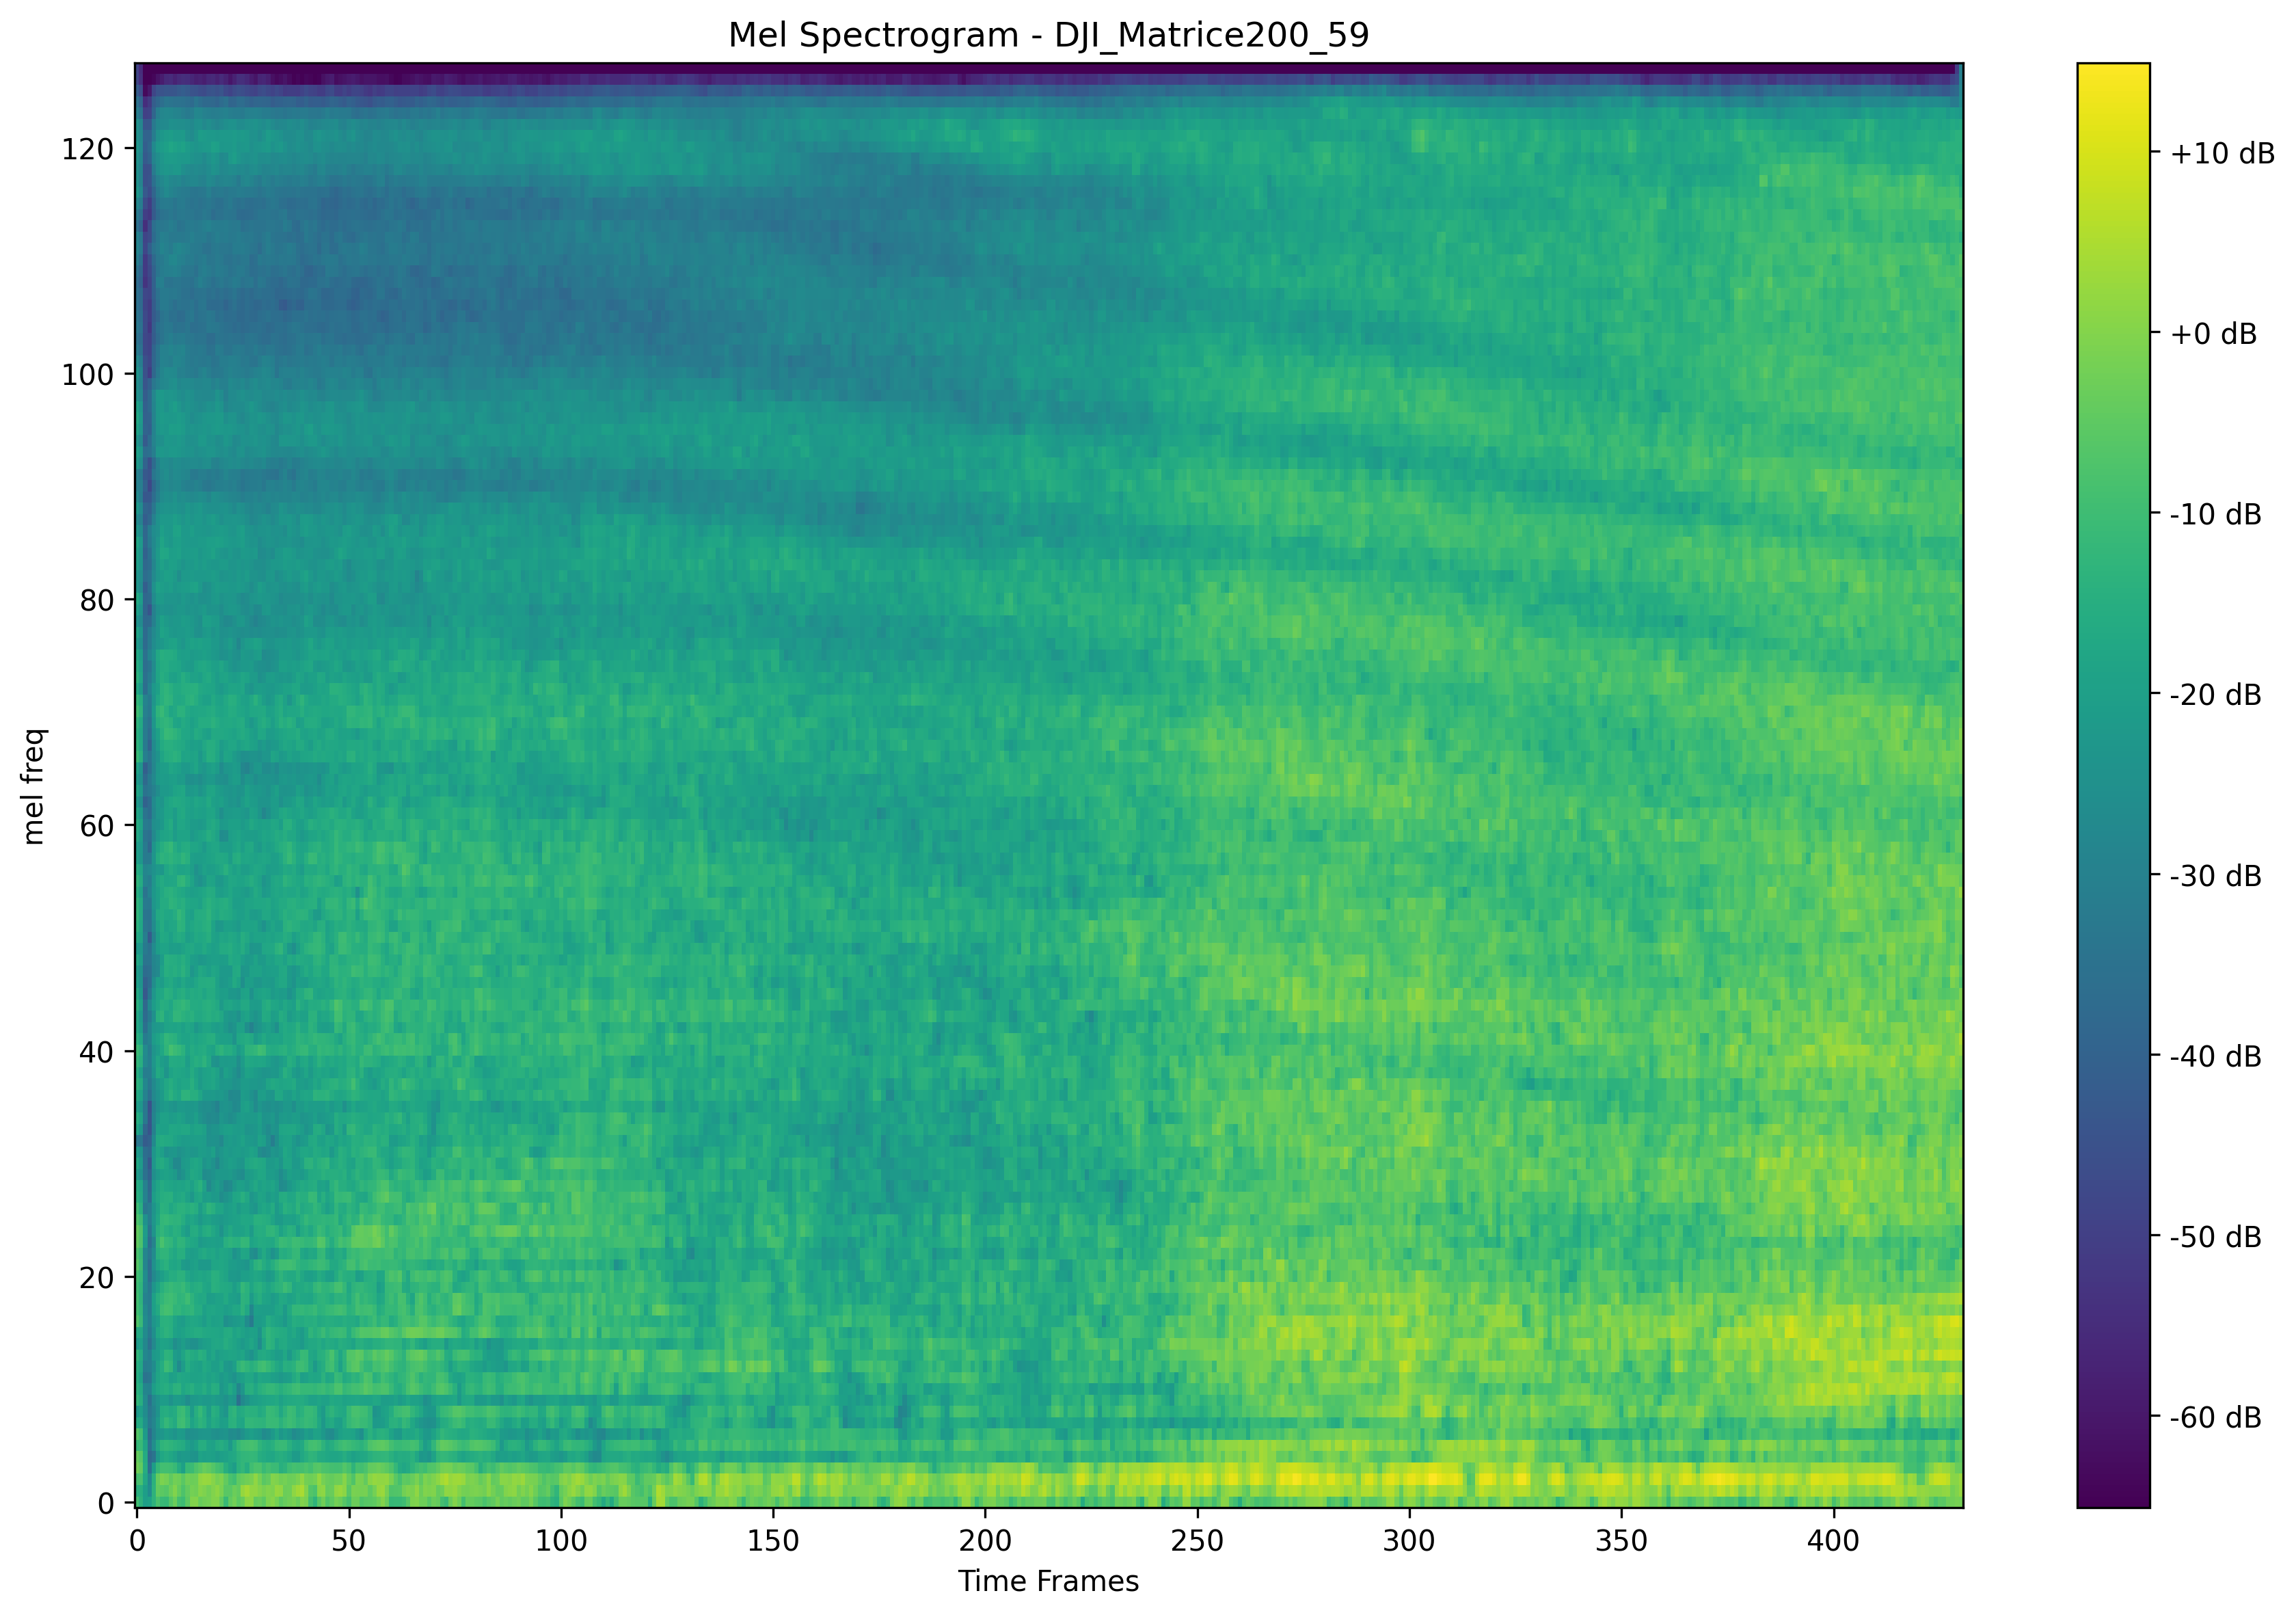 Mel Spectrogram - DJI_Matrice200_59
mel freq
120
100
80
60
40
20
0
0 50 100 150 200 250 300 350 400
Time Frames
+10 dB
+0 dB
-10 dB
-20 dB
-30 dB
-40 dB
-50 dB
-60 dB